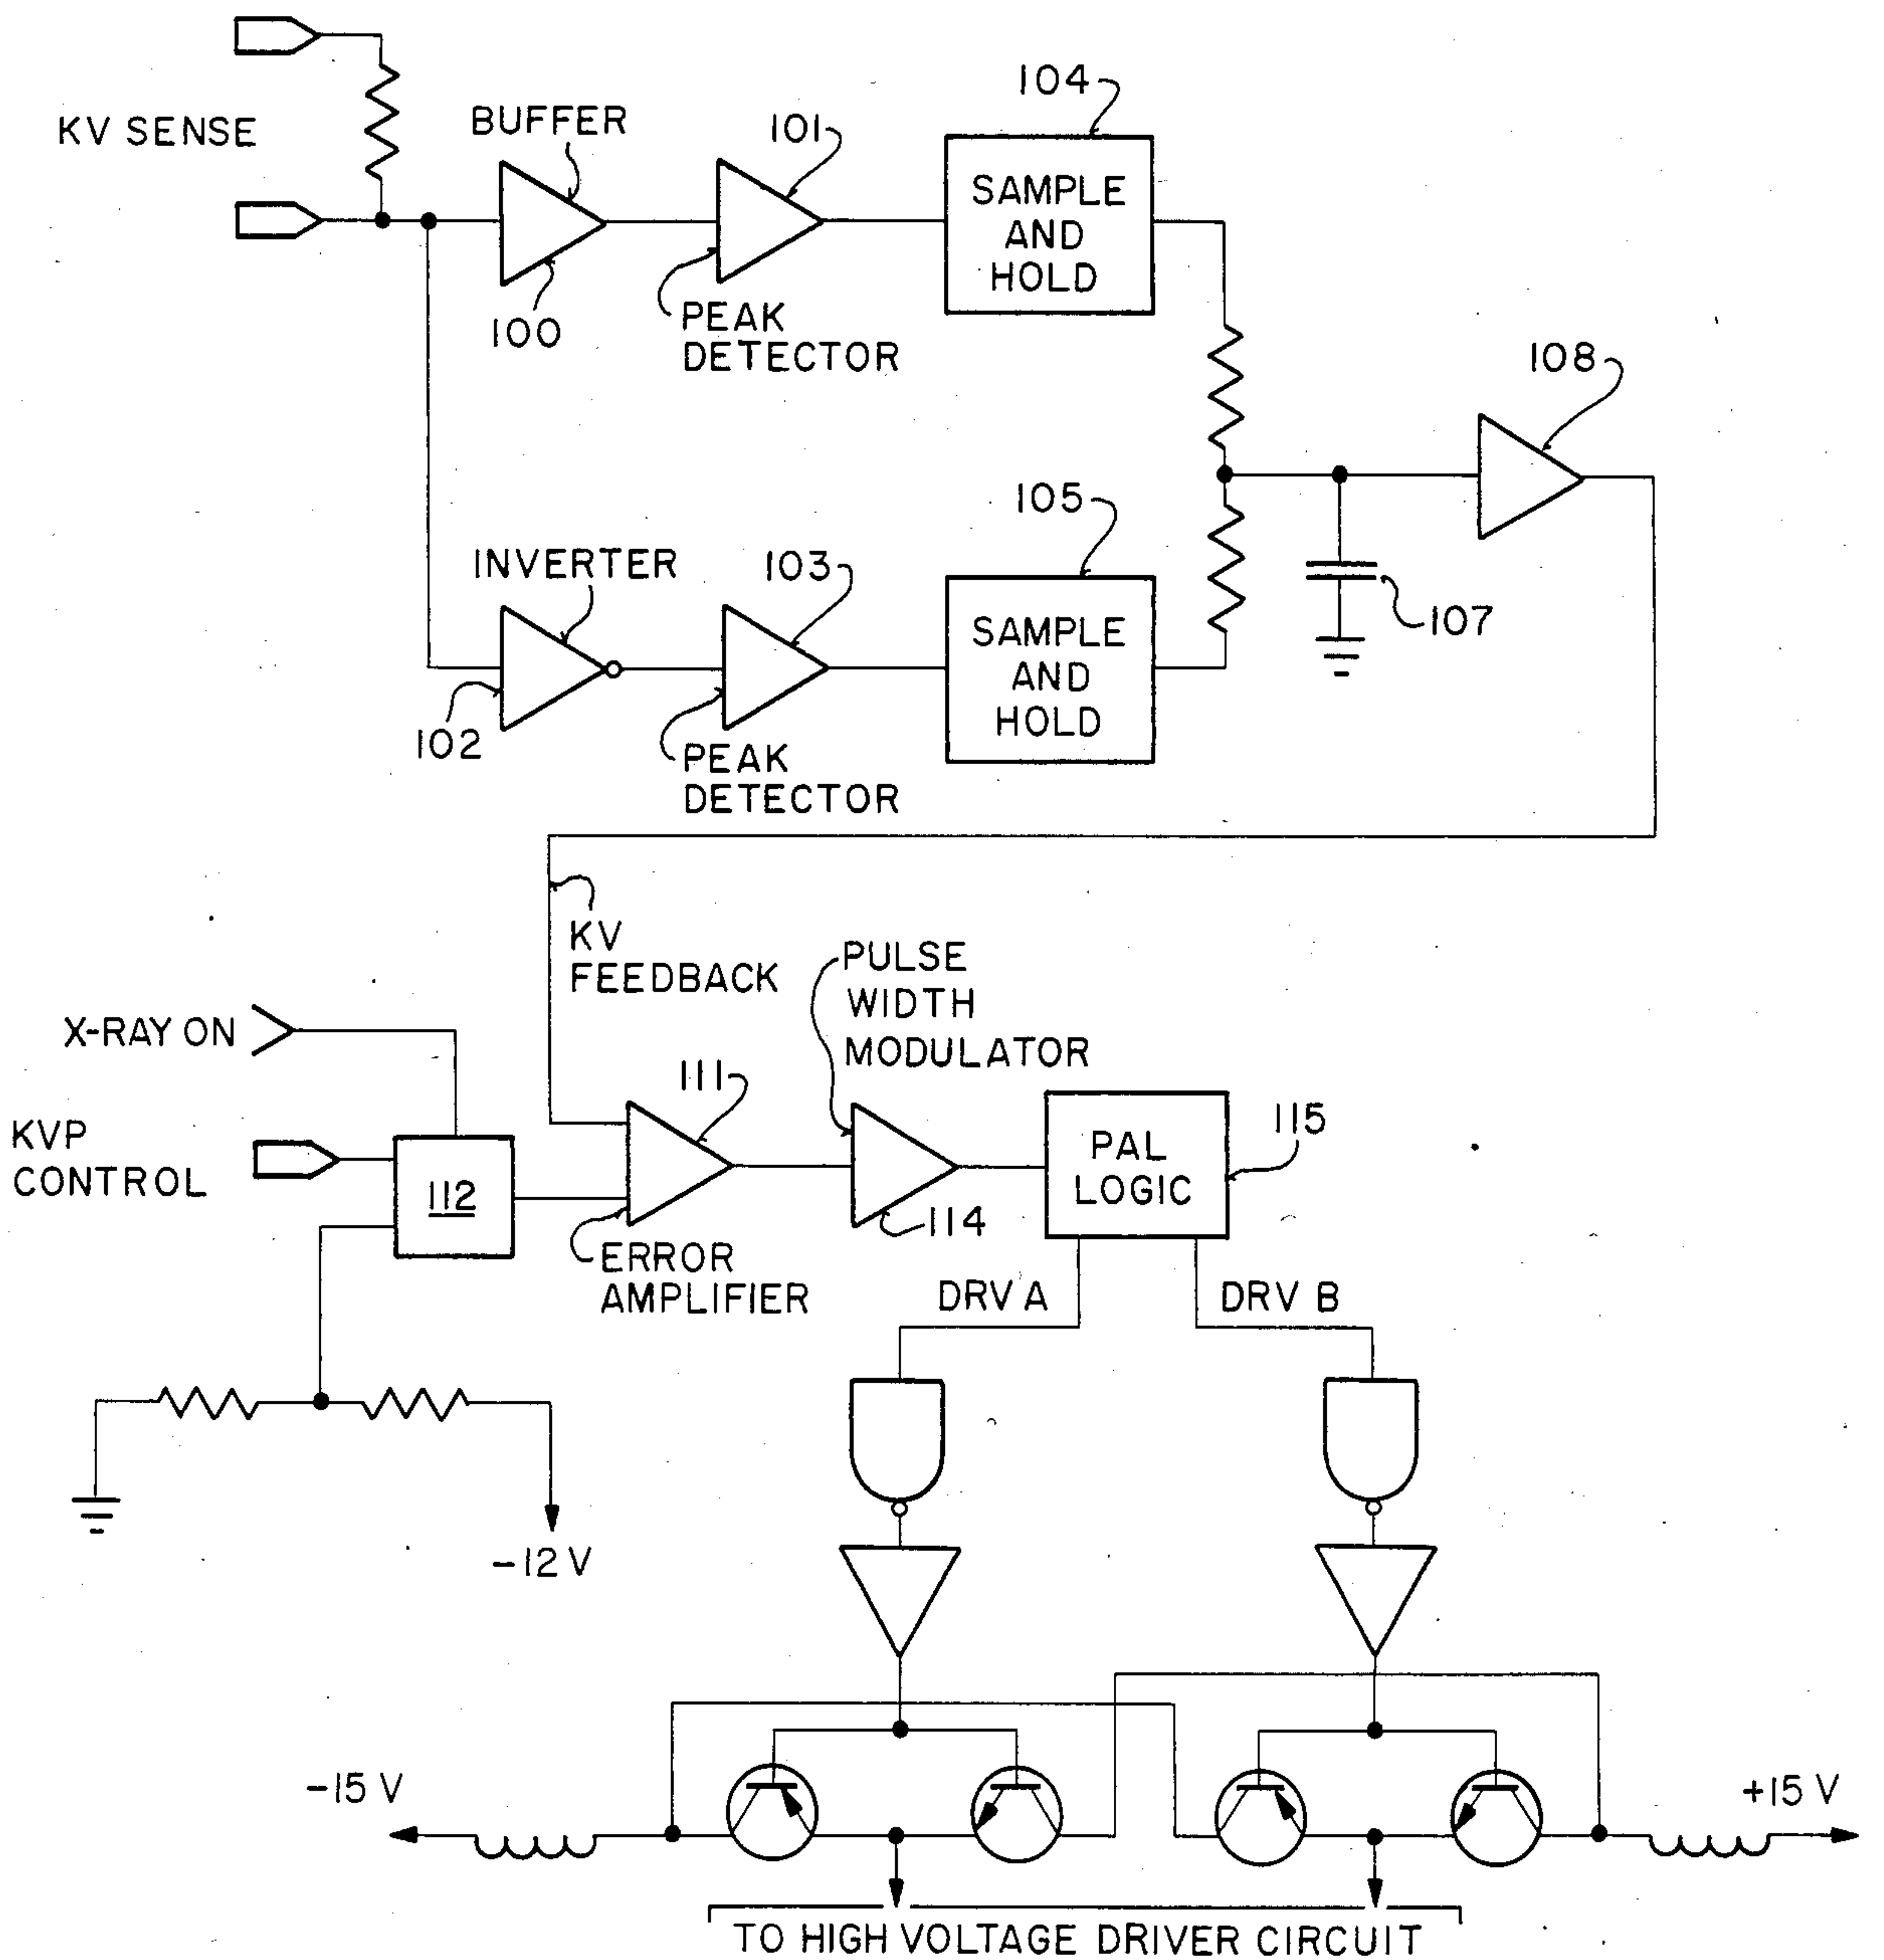 104
BUFFER
101
KV SENSE
SAMPLE
AND
HOLD
100
PEAK
DETECTOR
108
105
INVERTER
103
SAMPLE
AND
HOLD
107
102
PEAK
DETECTOR
KV
FEEDBACK
PULSE
WIDTH
MODULATOR
X-RAY ON
111
115
KVP
CONTROL
112
PAL
LOGIC
114
ERROR
AMPLIFIER
DRV A
DRV B
-12 V
-15 V
+15 V
TO HIGH VOLTAGE DRIVER CIRCUIT